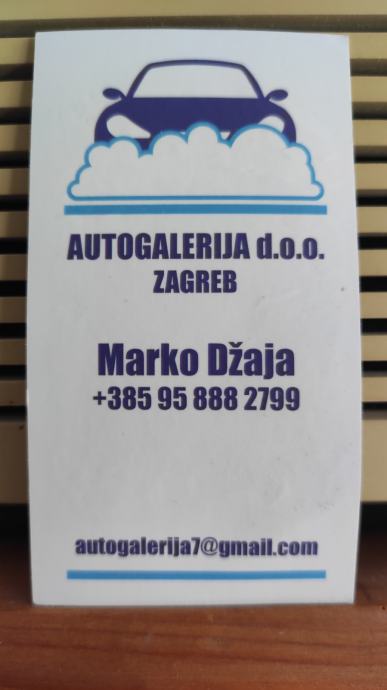 AUTOGALERIJA d.o.o.
ZAGREB
Marko Džaja
+385 95 888 2799
autogalerija7@gmail.com